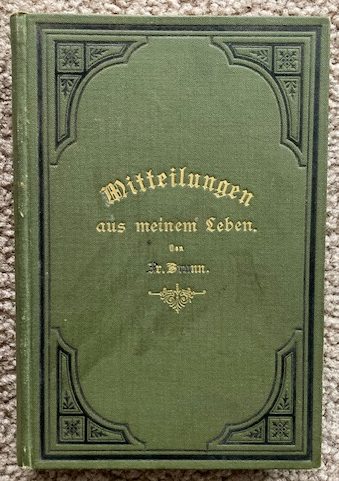 Mitteilungen
aus meinem Leben.
Von
Fr. Brunn.